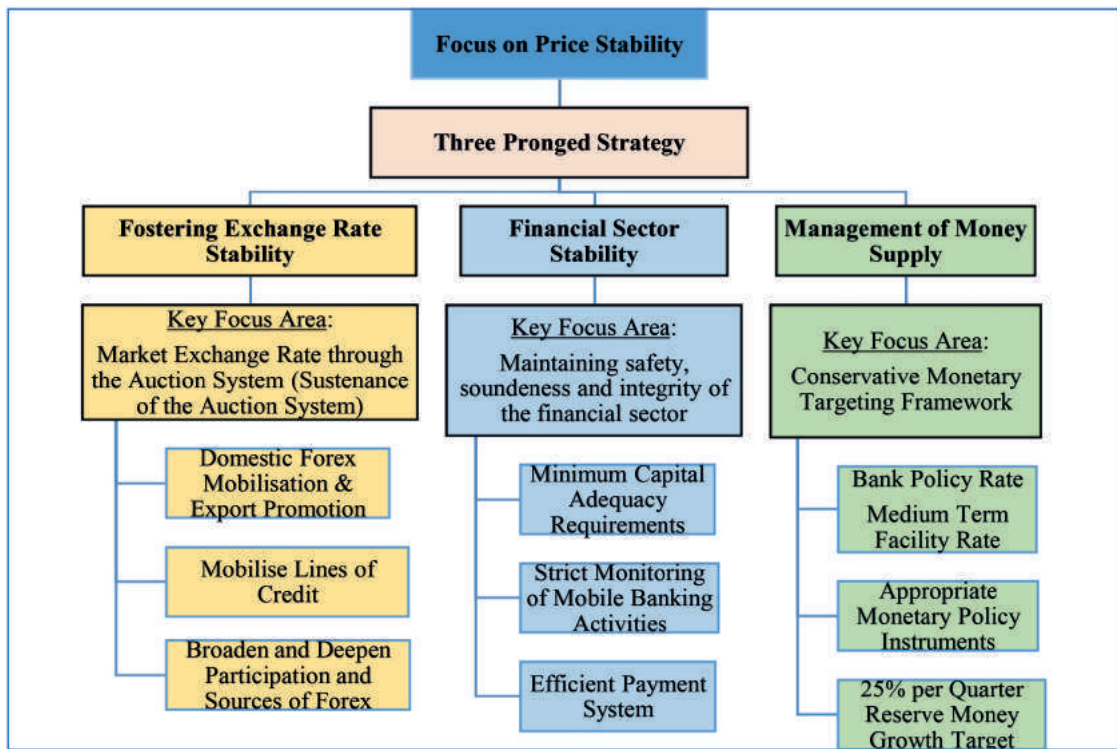 Focus on Price Stability
Three Pronged Strategy
Fostering Exchange Rate
Stability
Key Focus Area:
Market Exchange Rate through
the Auction System (Sustenance
of the Auction System)
Domestic Forex
Mobilisation &
Export Promotion
Mobilise Lines of
Credit
Broaden and Deepen
Participation and
Sources of Forex
Financial Sector
Stability
Key Focus Area:
Maintaining safety,
soundeness and integrity of
the financial sector
Minimum Capital
Adequacy
Requirements
Strict Monitoring
of Mobile Banking
Activities
Efficient Payment
System
Management of Money
Supply
Key Focus Area:
Conservative Monetary
Targeting Framework
Bank Policy Rate
Medium Term
Facility Rate
Appropriate
Monetary Policy
Instruments
25% per Quarter
Reserve Money
Growth Target